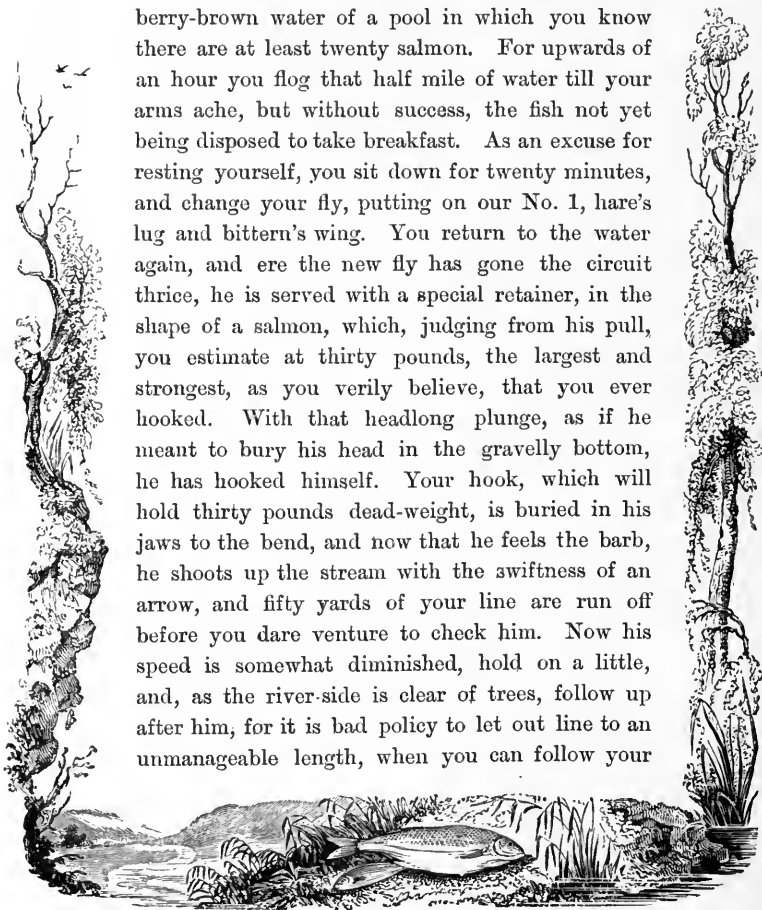 berry-brown water of a pool in which you know
there are at least twenty salmon. For upwards of
an hour you flog that half mile of water till your
arms ache, but without success, the fish not yet
being disposed to take breakfast. As an excuse for
resting yourself, you sit down for twenty minutes,
and change your fly, putting on our No. 1, hare's
lug and bittern's wing. You return to the water
again, and ere the new fly has gone the circuit
thrice, he is served with a special retainer, in the
shape of a salmon, which, judging from his pull,
you estimate at thirty pounds, the largest and
strongest, as you verily believe, that you ever
hooked. With that headlong plunge, as if he
meant to bury his head in the gravelly bottom,
he has hooked himself. Your hook, which will
hold thirty pounds dead-weight, is buried in his
jaws to the bend, and now that he feels the barb,
he shoots up the stream with the swiftness of an
arrow, and fifty yards of your line are run off
before you dare venture to check him. Now his
speed is somewhat diminished, hold on a little,
and, as the river-side is clear of trees, follow up
after him, for it is bad policy to let out line to an
unmanageable length, when you can follow your